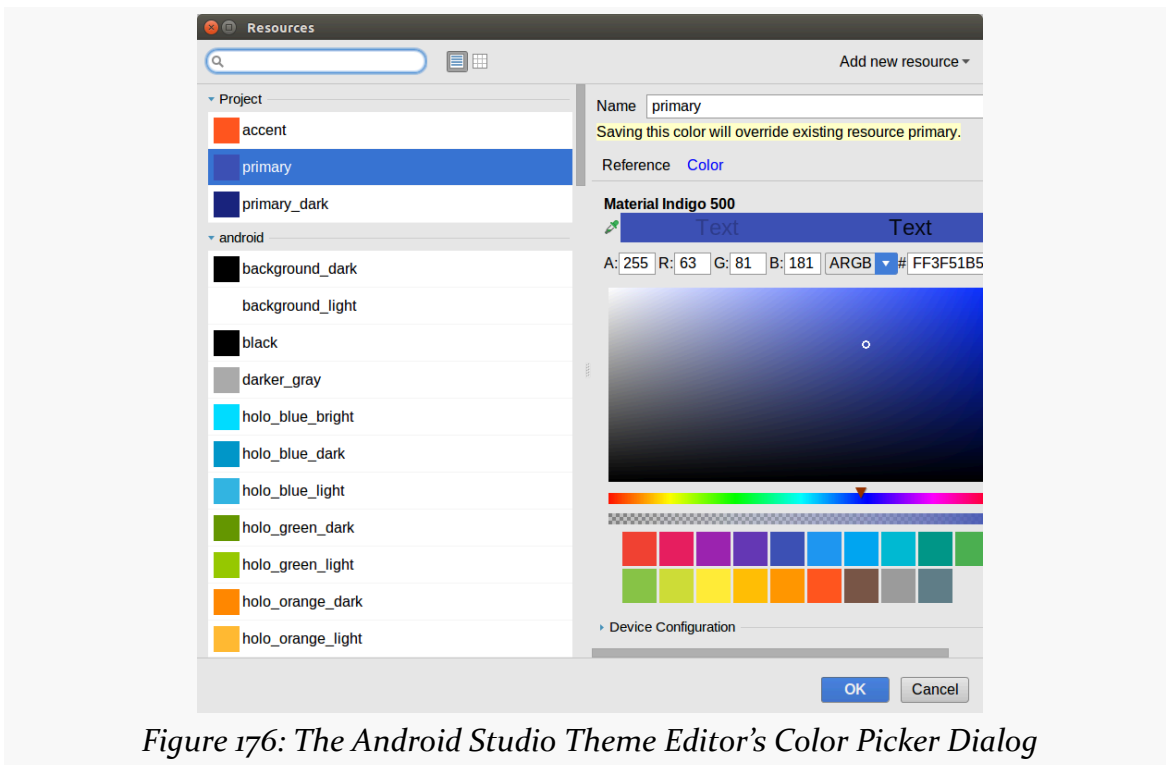 Resources
Add new resource
Project
accent
primary
primary_dark
android
background_dark
background_light
black
darker_gray
holo_blue_bright
holo_blue_dark
holo_blue_light
holo_green_dark
holo_green_light
holo_orange_dark
holo_orange_light
Name primary
Saving this color will override existing resource primary.
Reference Color
Material Indigo 500
Text Text
A: 255 R: 63 G: 81 B: 181 ARGB # FF3F51B5
Device Configuration
OK Cancel
Figure 176: The Android Studio Theme Editor's Color Picker Dialog